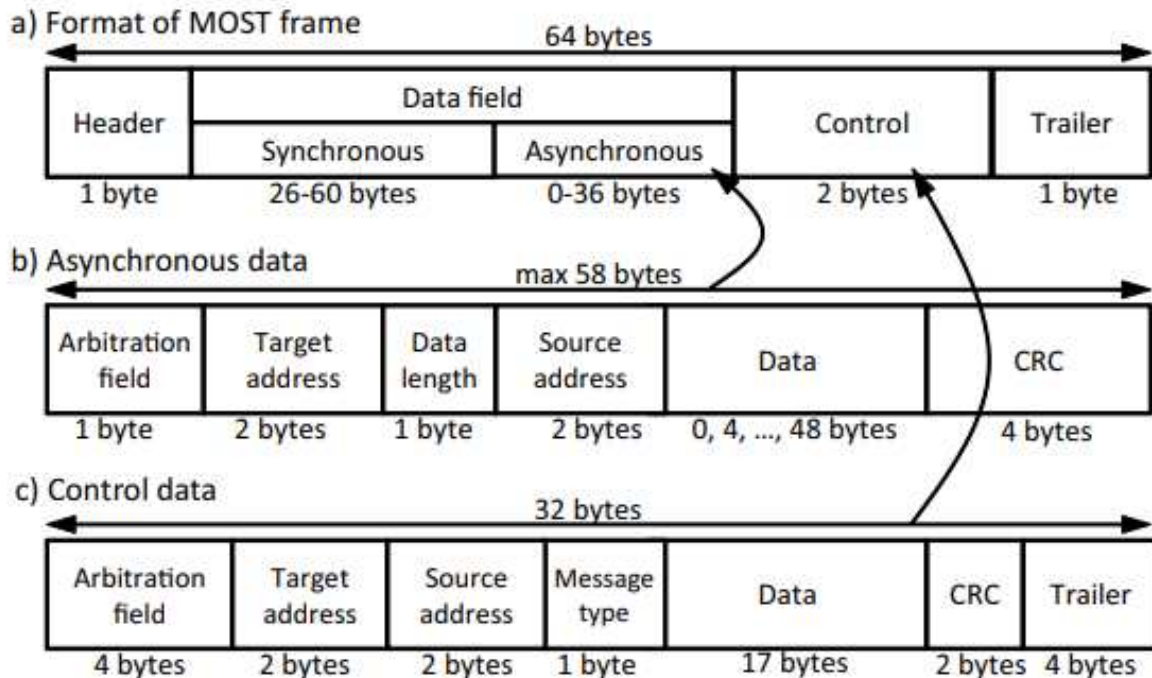 a) Format of MOST frame
64 bytes
Header
Data field
Synchronous
Asynchronous
Control
Trailer
1 byte
26-60 bytes
0-36 bytes
2 bytes
1 byte
b) Asynchronous data
max 58 bytes
Arbitration
field
Target
address
Data
length
Source
address
Data
CRC
1 byte
2 bytes
1 byte
2 bytes
0, 4, ..., 48 bytes
4 bytes
c) Control data
32 bytes
Arbitration
field
Target
address
Source
address
Message
type
Data
CRC
Trailer
4 bytes
2 bytes
2 bytes
1 byte
17 bytes
2 bytes
4 bytes